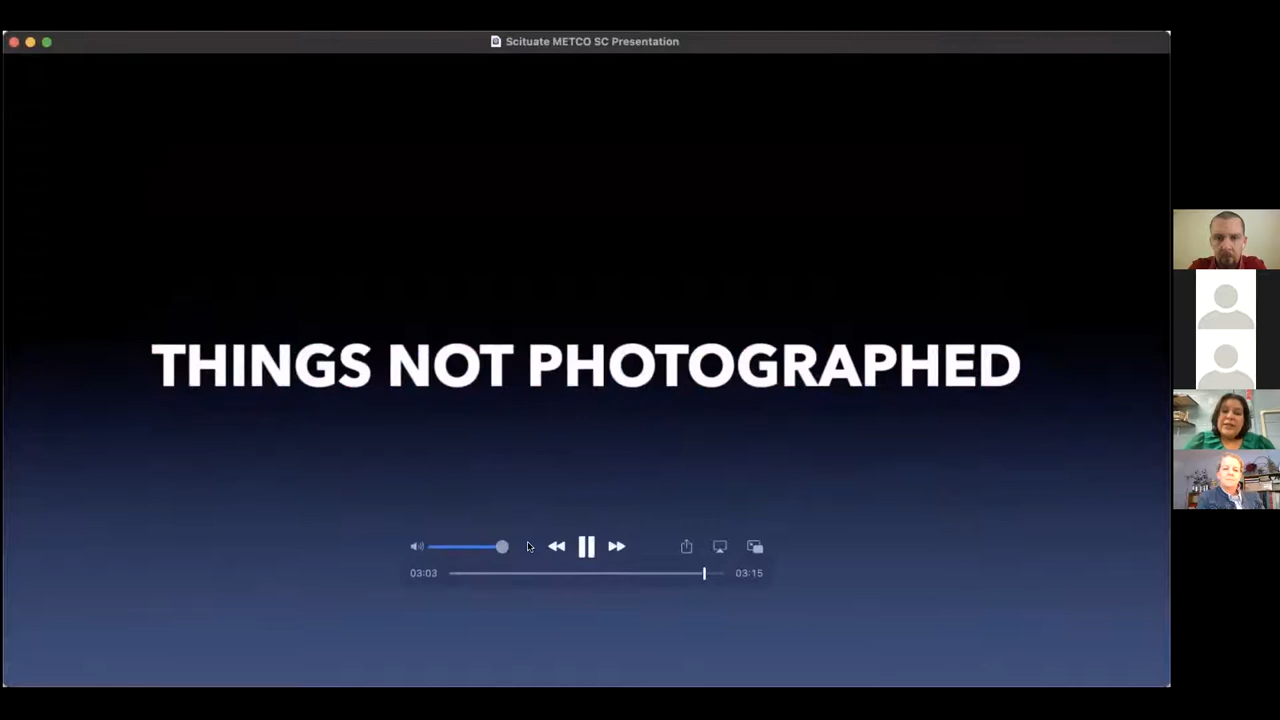 Scituate METCO SC Presentation
THINGS NOT PHOTOGRAPHED
03:03
03:15